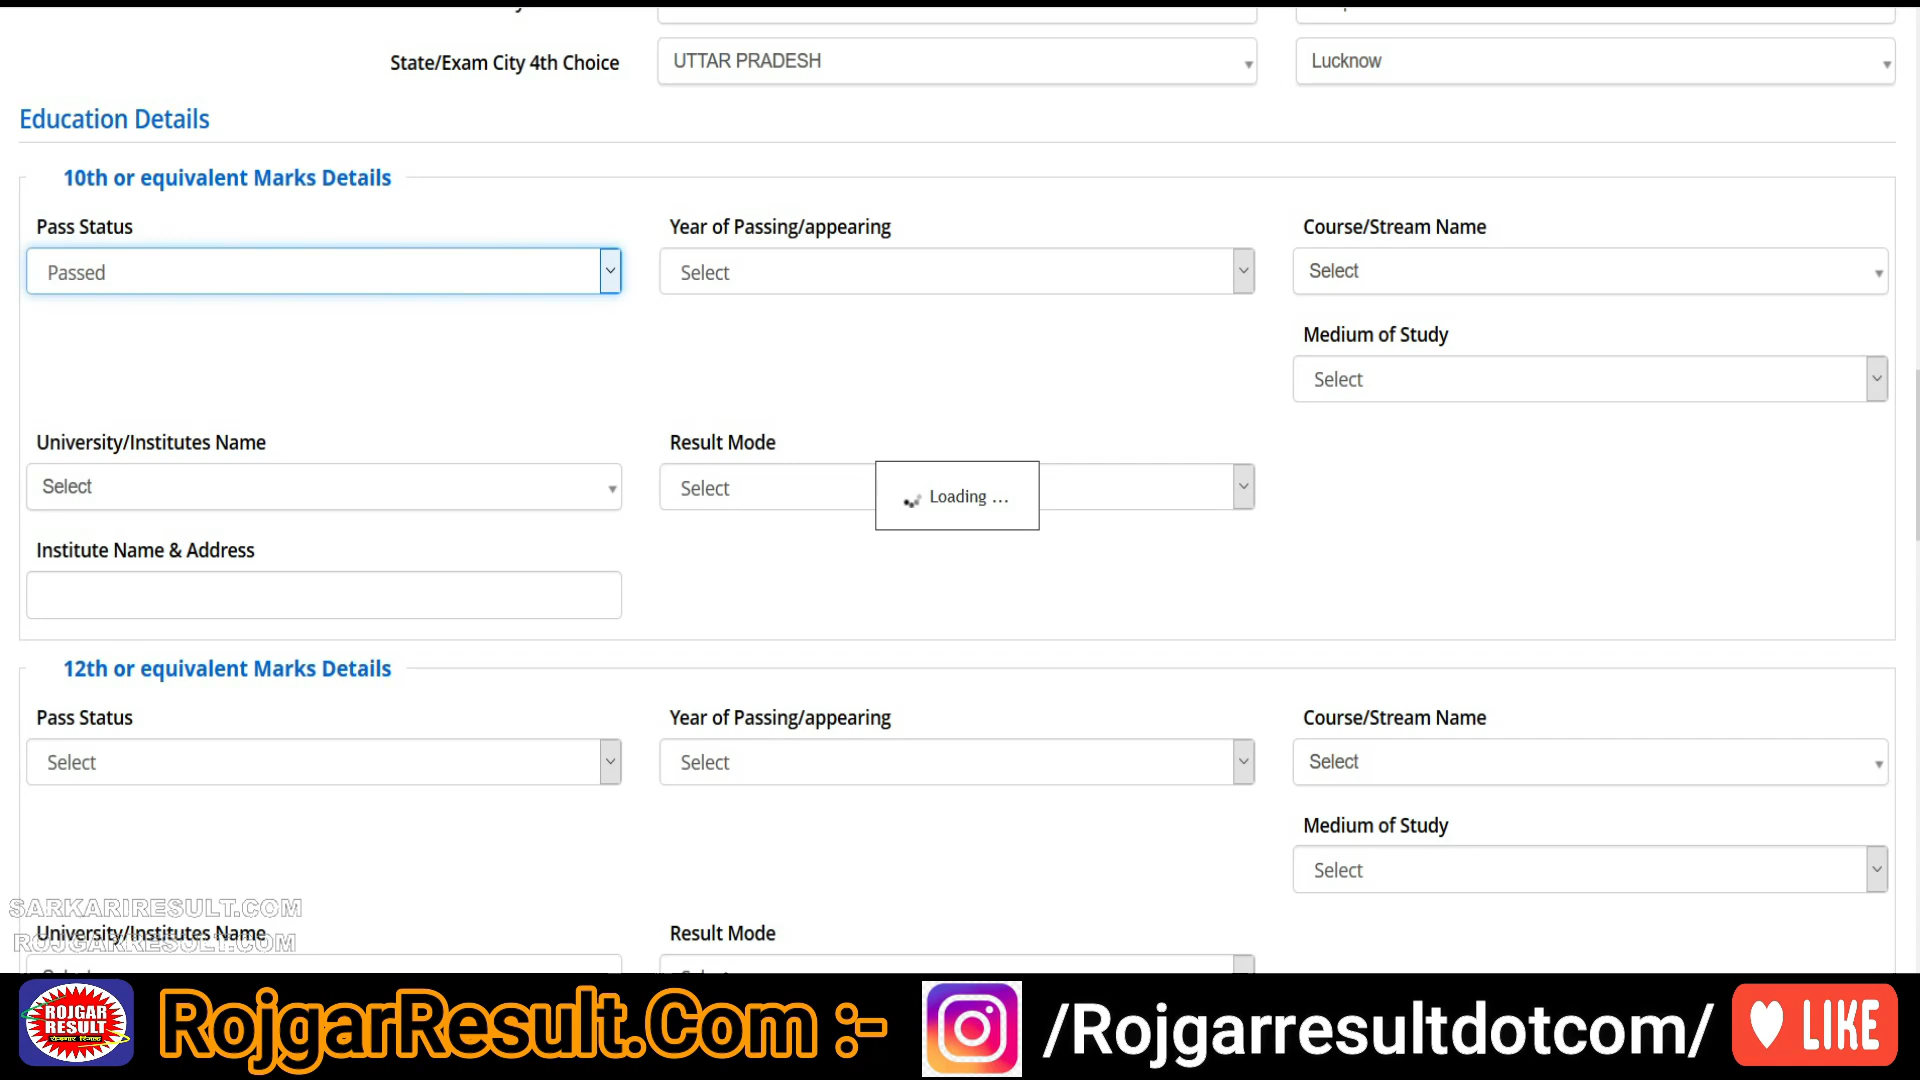 State/Exam City 4th Choice UTTAR PRADESH Lucknow
Education Details
10th or equivalent Marks Details
Pass Status Year of Passing/appearing Course/Stream Name
Passed Select Select
Medium of Study
Select
University/Institutes Name Result Mode
Select Select
Loading ...
Institute Name & Address
12th or equivalent Marks Details
Pass Status Year of Passing/appearing Course/Stream Name
Select Select Select
Medium of Study
Select
SARKARIRESULT.COM
University/Institutes Name Result Mode
ROJGARRESULT.COM
ROJGAR
RESULT
रोजगार रिजल्ट
RojgarResult.Com :- /Rojgarresultdotcom/ LIKE